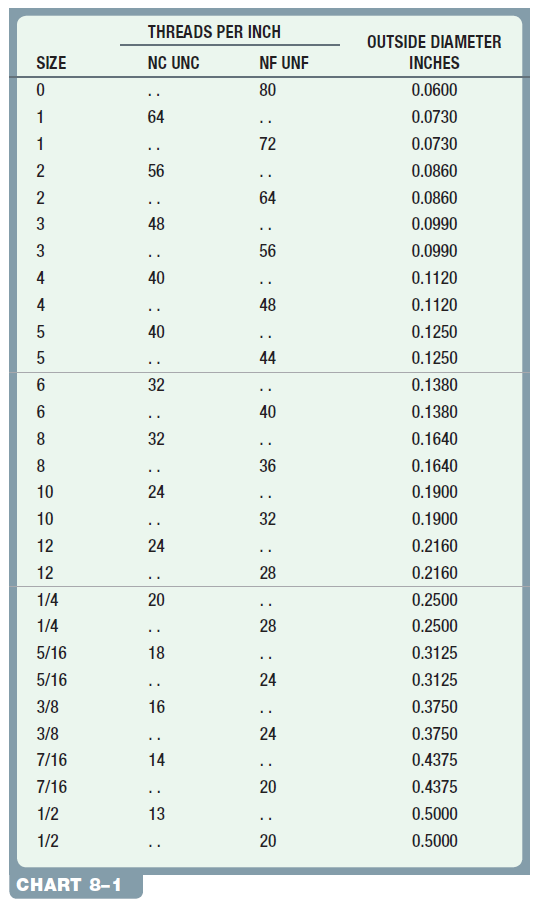 THREADS PER INCH
OUTSIDE DIAMETER
SIZE NC UNC NF UNF INCHES
0 . . 80 0.0600
1 64 . . 0.0730
1 . . 72 0.0730
2 56 . . 0.0860
2 . . 64 0.0860
3 48 . . 0.0990
3 . . 56 0.0990
4 40 . . 0.1120
4 . . 48 0.1120
5 40 . . 0.1250
5 . . 44 0.1250
6 32 . . 0.1380
6 . . 40 0.1380
8 32 . . 0.1640
8 . . 36 0.1640
10 24 . . 0.1900
10 . . 32 0.1900
12 24 . . 0.2160
12 . . 28 0.2160
1/4 20 . . 0.2500
1/4 . . 28 0.2500
5/16 18 . . 0.3125
5/16 . . 24 0.3125
3/8 16 . . 0.3750
3/8 . . 24 0.3750
7/16 14 . . 0.4375
7/16 . . 20 0.4375
1/2 13 . . 0.5000
1/2 . . 20 0.5000
CHART 8–1